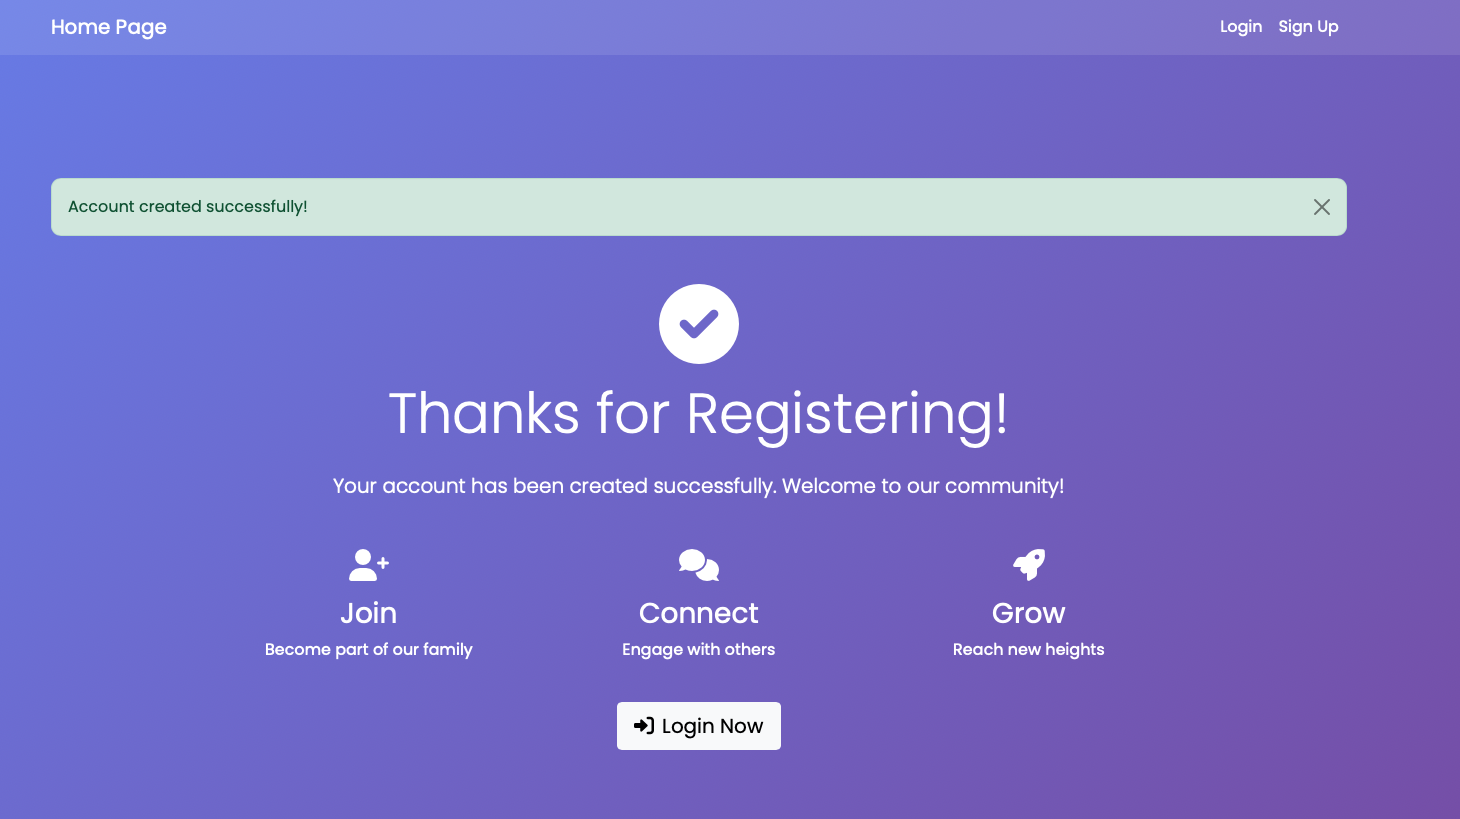 Home Page
Login Sign Up
Account created successfully!
Thanks for Registering!
Your account has been created successfully. Welcome to our community!
Join
Become part of our family
Connect
Engage with others
Grow
Reach new heights
Login Now